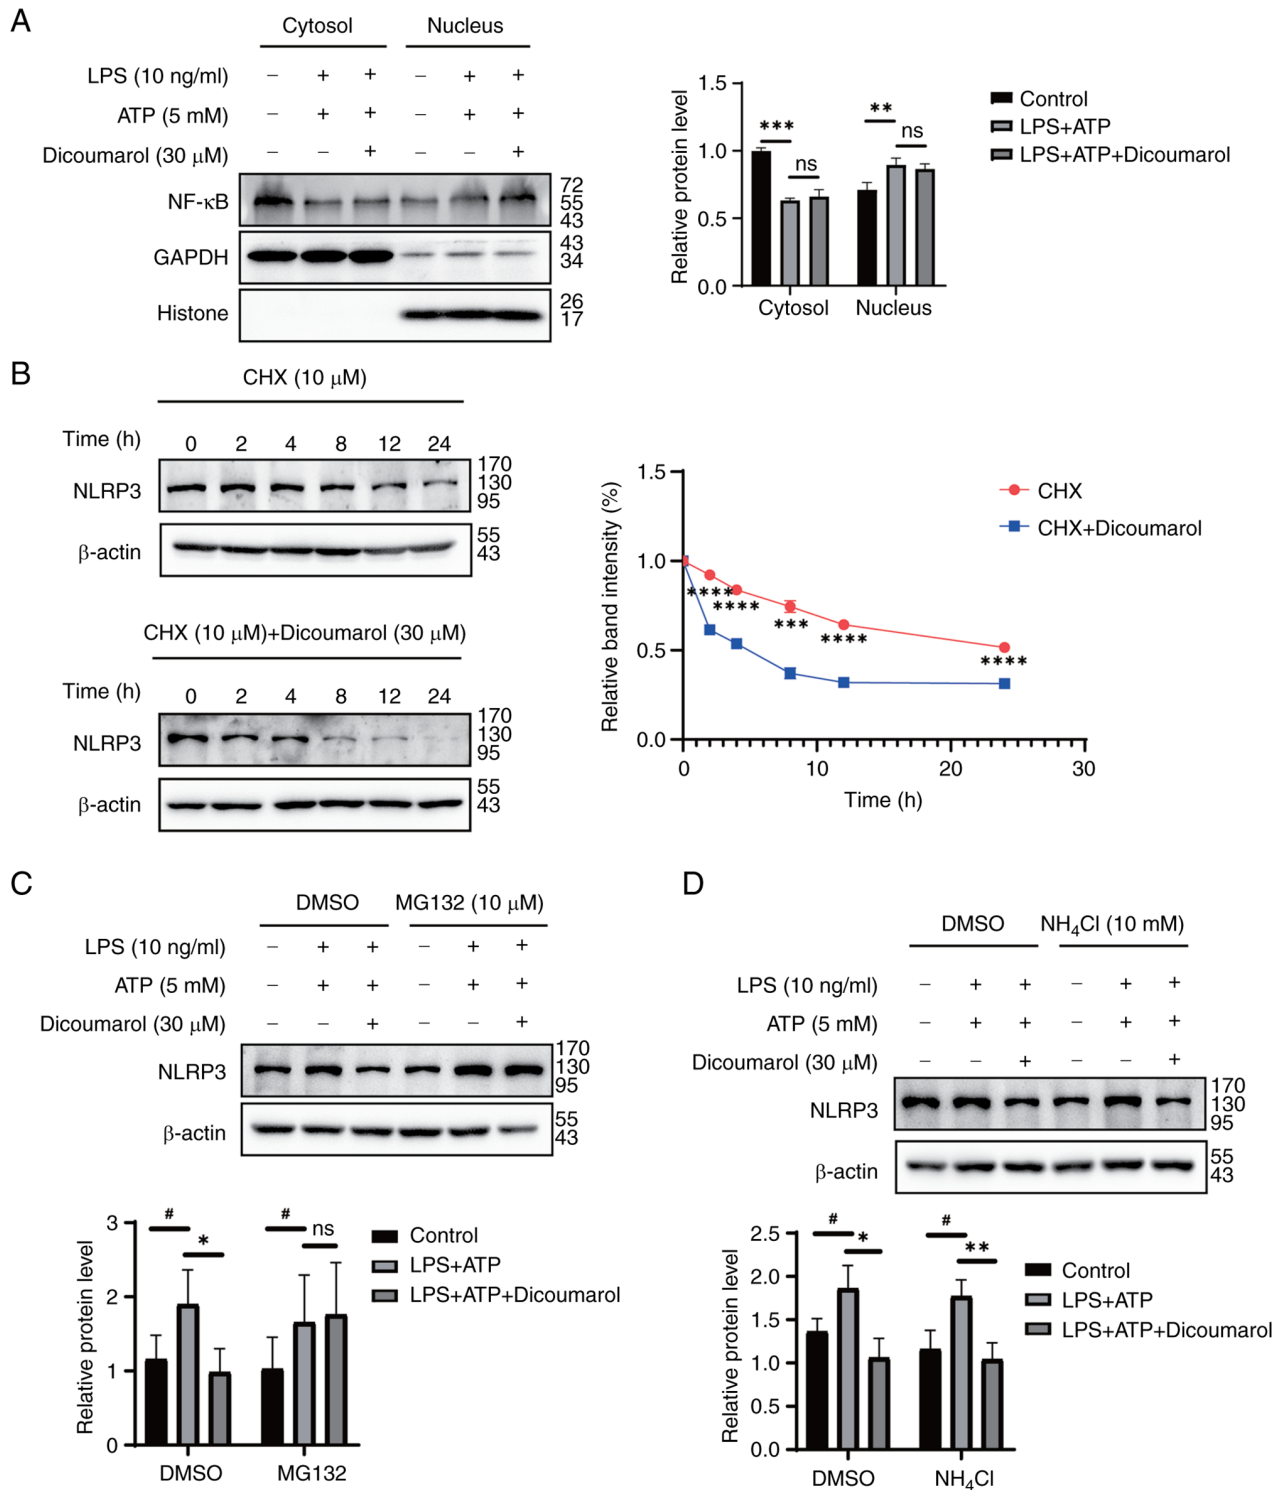 A
Cytosol Nucleus
LPS (10 ng/ml) – + + – + +
ATP (5 mM) – + + – + +
Dicoumarol (30 μM) – – + – – +
NF-κB 72
55
43
GAPDH 43
34
Histone 26
17
1.5
1.0
0.5
0.0
Relative protein level
*** ns ** ns
Cytosol Nucleus
Control
LPS+ATP
LPS+ATP+Dicoumarol
B
CHX (10 μM)
Time (h) 0 2 4 8 12 24
NLRP3 170
130
95
β-actin 55
43
CHX (10 μM)+Dicoumarol (30 μM)
Time (h) 0 2 4 8 12 24
NLRP3 170
130
95
β-actin 55
43
1.5
1.0
0.5
0.0
Relative band intensity (%)
**** **** *** **** ****
0 10 20 30
Time (h)
CHX
CHX+Dicoumarol
C
DMSO MG132 (10 μM)
LPS (10 ng/ml) – + + – + +
ATP (5 mM) – + + – + +
Dicoumarol (30 μM) – – + – – +
NLRP3 170
130
95
β-actin 55
43
3
2
1
0
Relative protein level
# * # ns
DMSO MG132
Control
LPS+ATP
LPS+ATP+Dicoumarol
D
DMSO NH₄Cl (10 mM)
LPS (10 ng/ml) – + + – + +
ATP (5 mM) – + + – + +
Dicoumarol (30 μM) – – + – – +
NLRP3 170
130
95
β-actin 55
43
2.5
2.0
1.5
1.0
0.5
0.0
Relative protein level
# * # **
DMSO NH₄Cl
Control
LPS+ATP
LPS+ATP+Dicoumarol